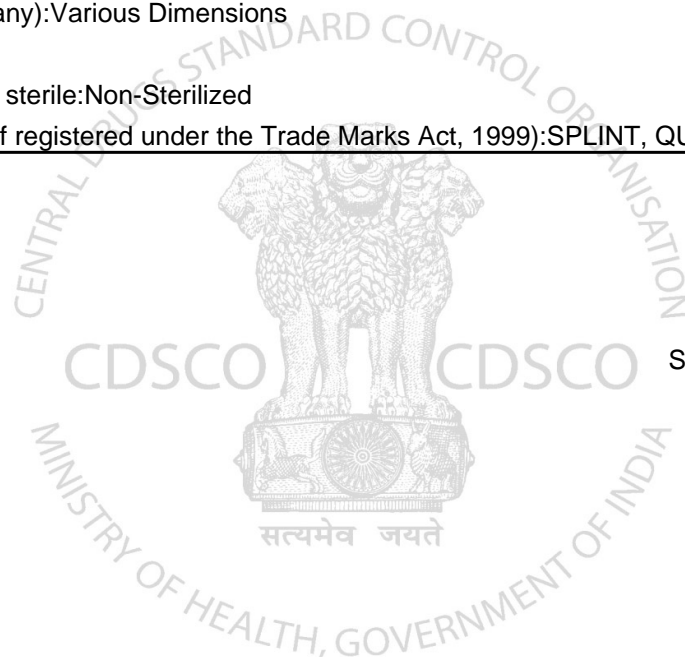 any):Various Dimensions
sterile:Non-Sterilized
f registered under the Trade Marks Act, 1999):SPLINT, QU
CENTRAL DRUGS STANDARD CONTROL ORGANISATION
CDSCO CDSCO
S
सत्यमेव जयते
MINISTRY OF HEALTH, GOVERNMENT OF INDIA